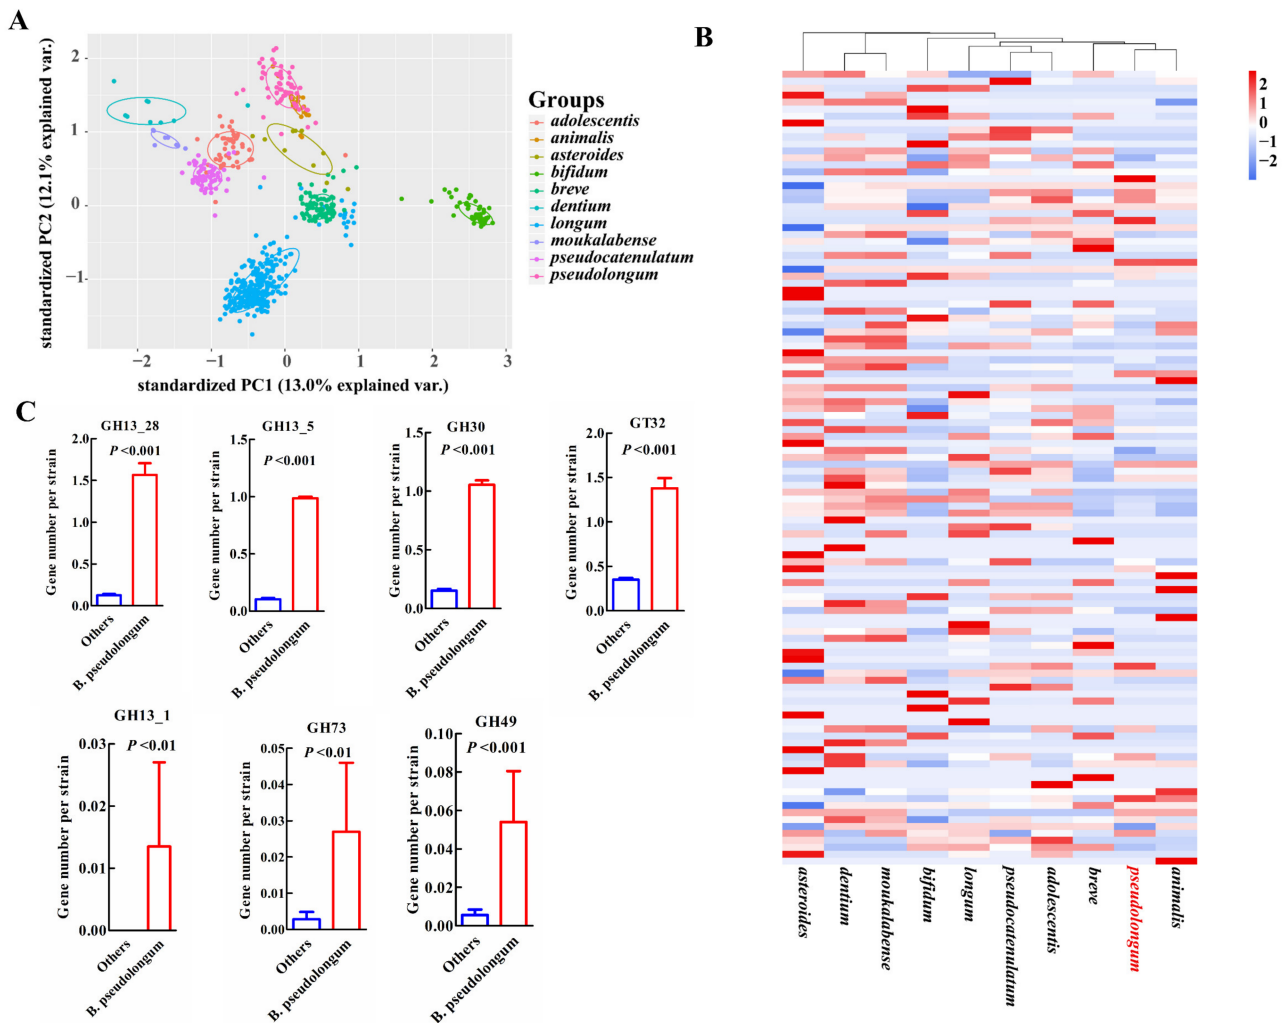 A
standardized PC2 (12.1% explained var.)
2
1
0
−1
−2
−1
0
1
2
3
standardized PC1 (13.0% explained var.)
Groups
adolescentis
animalis
asteroides
bifidum
breve
dentium
longum
moukalabense
pseudocatenulatum
pseudolongum
B
2
1
0
−1
−2
asteroides
dentium
moukalabense
bifidum
longum
pseudocatenulatum
adolescentis
breve
pseudolongum
animalis
C
GH13_28
P <0.001
Gene number per strain
2.0
1.5
1.0
0.5
0.0
Others
B. pseudolongum
GH13_5
P <0.001
Gene number per strain
1.5
1.0
0.5
0.0
Others
B. pseudolongum
GH30
P <0.001
Gene number per strain
1.5
1.0
0.5
0.0
Others
B. pseudolongum
GT32
P <0.001
Gene number per strain
2.0
1.5
1.0
0.5
0.0
Others
B. pseudolongum
GH13_1
P <0.01
Gene number per strain
0.03
0.02
0.01
0.00
Others
B. pseudolongum
GH73
P <0.01
Gene number per strain
0.05
0.04
0.03
0.02
0.01
0.00
Others
B. pseudolongum
GH49
P <0.001
Gene number per strain
0.10
0.08
0.06
0.04
0.02
0.00
Others
B. pseudolongum